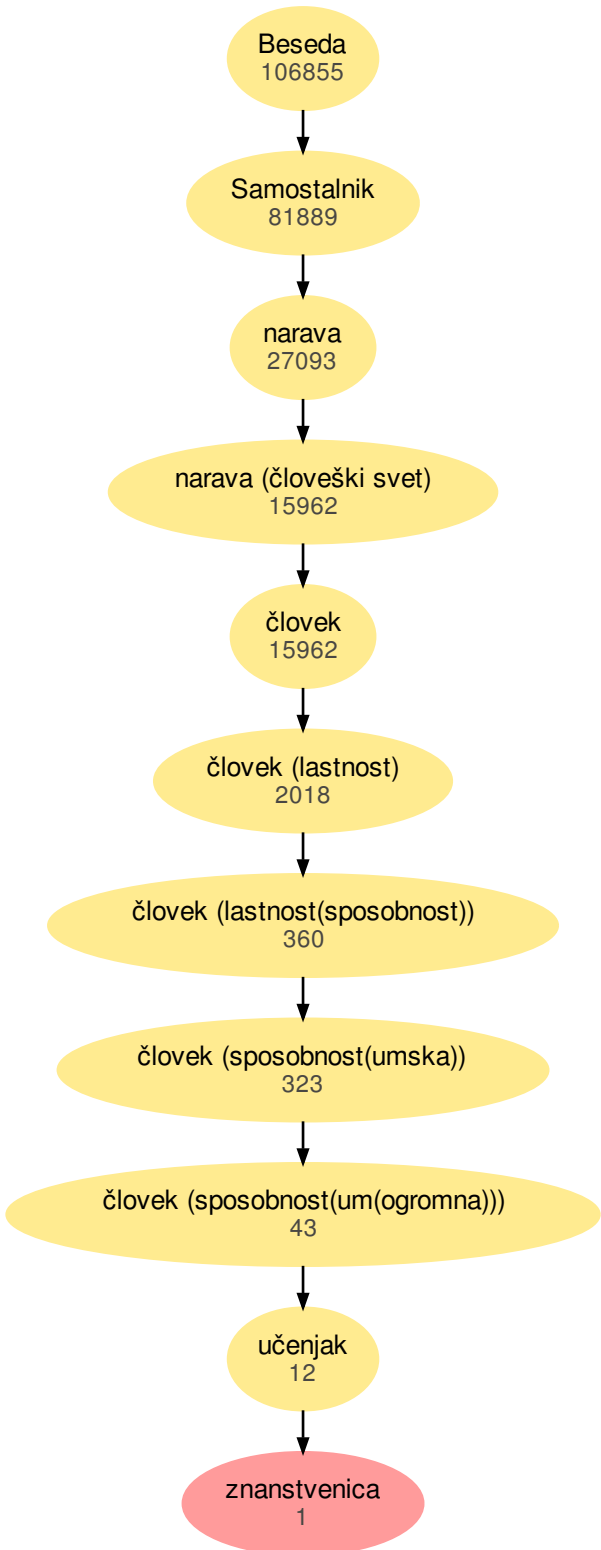 Beseda
106855
Samostalnik
81889
narava
27093
narava (človeški svet)
15962
človek
15962
človek (lastnost)
2018
človek (lastnost(sposobnost))
360
človek (sposobnost(umska))
323
človek (sposobnost(um(ogromna)))
43
učenjak
12
znanstvenica
1